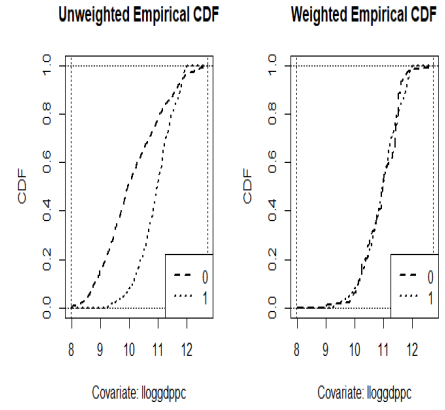 Unweighted Empirical CDF
CDF
0.0 0.2 0.4 0.6 0.8 1.0
8 9 10 11 12
0
1
Covariate: lloggdppc
Weighted Empirical CDF
CDF
0.0 0.2 0.4 0.6 0.8 1.0
8 9 10 11 12
0
1
Covariate: lloggdppc